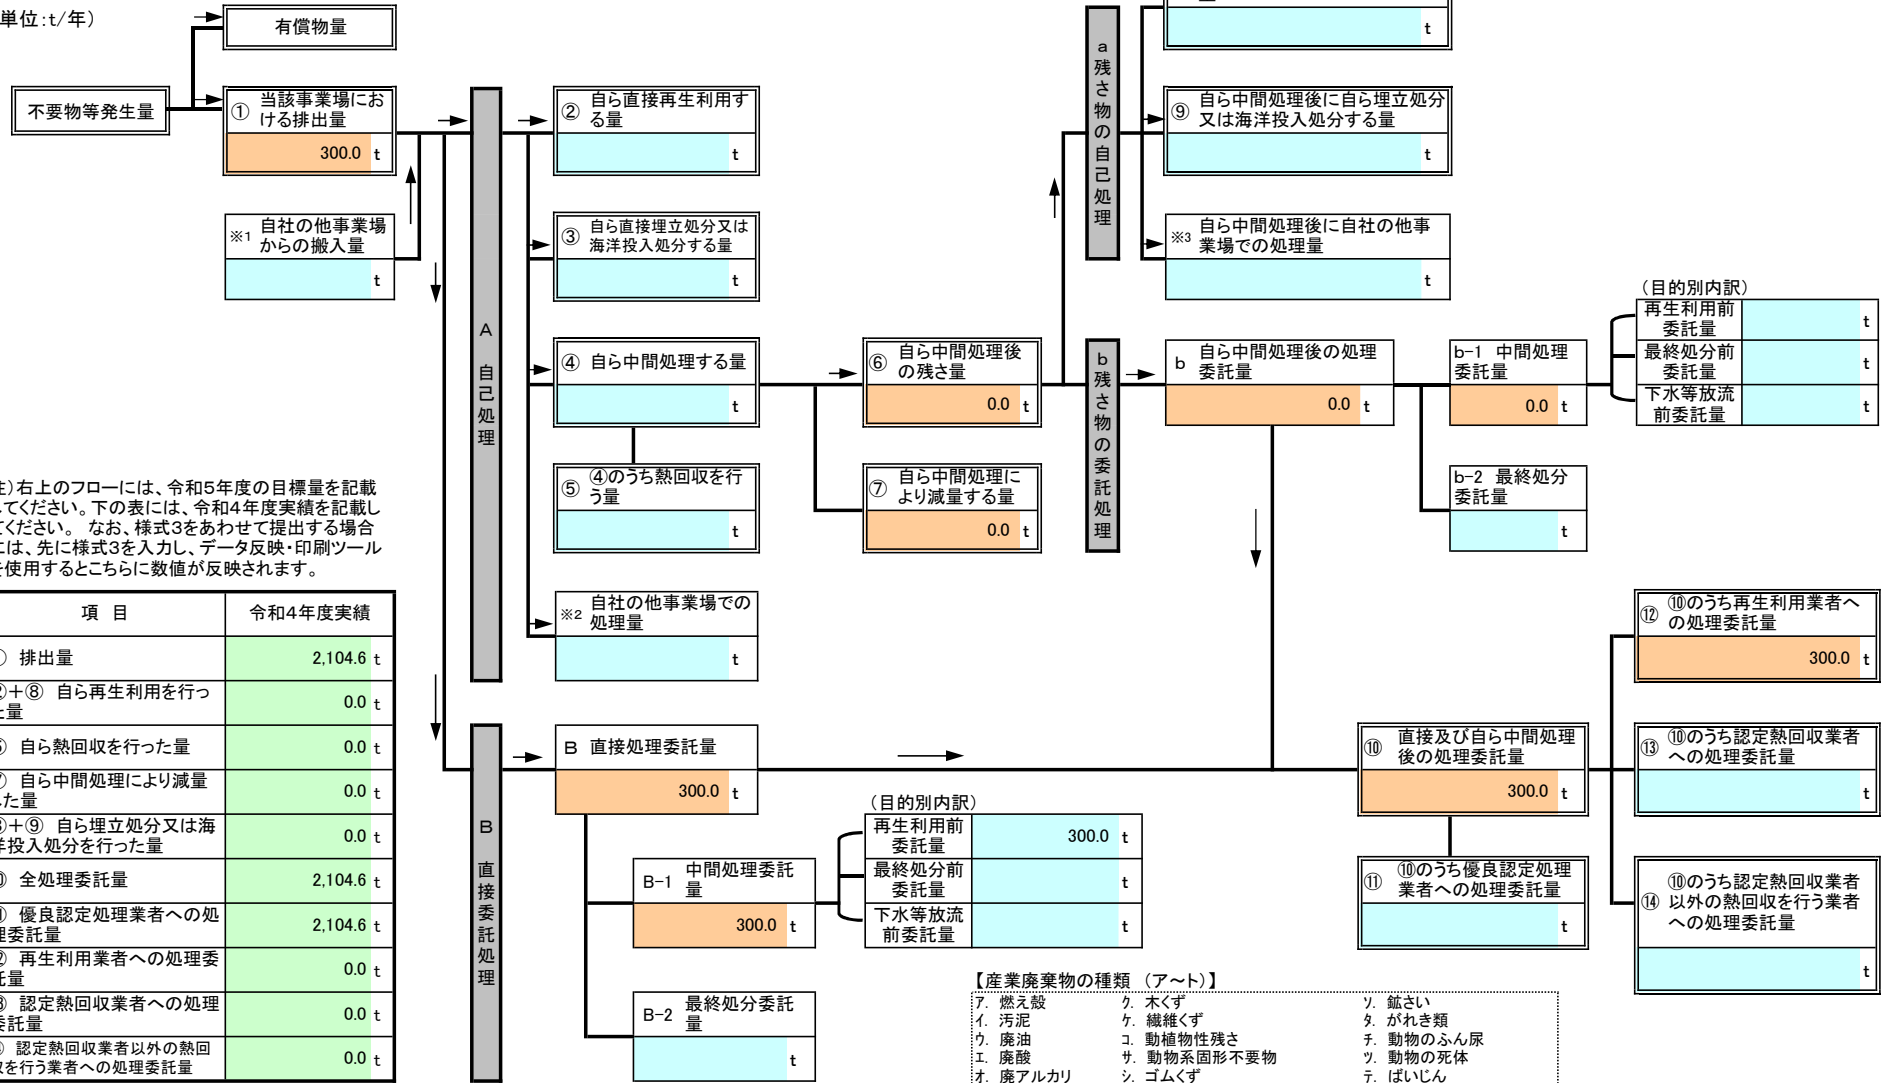 単位:t/年)
有償物量
不要物等発生量
① 当該事業場にお
ける排出量
300.0 t
※1 自社の他事業場
からの搬入量
t
A 自己処理
② 自ら直接再生利用す
る量
t
③ 自ら直接埋立処分又は
海洋投入処分する量
t
④ 自ら中間処理する量
t
⑤ ④のうち熱回収を行
う量
t
※2 自社の他事業場での
処理量
t
⑥ 自ら中間処理後
の残さ量
0.0 t
⑦ 自ら中間処理に
より減量する量
0.0 t
a 残さ物の自己処理
t
⑨ 自ら中間処理後に自ら埋立処分
又は海洋投入処分する量
t
※3 自ら中間処理後に自社の他事
業場での処理量
t
b 残さ物の委託処理
b 自ら中間処理後の処理
委託量
0.0 t
b-1 中間処理
委託量
0.0 t
b-2 最終処分
委託量
t
(目的別内訳)
再生利用前
委託量 t
最終処分前
委託量 t
下水等放流
前委託量 t
)右上のフローには、令和5年度の目標量を記載
してください。下の表には、令和4年度実績を記載し
てください。 なお、様式3をあわせて提出する場合
には、先に様式3を入力し、データ反映・印刷ツール
を使用するとこちらに数値が反映されます。
項 目 令和4年度実績
排出量 2,104.6 t
②+⑧ 自ら再生利用を行っ
た量 0.0 t
自ら熱回収を行った量 0.0 t
自ら中間処理により減量
した量 0.0 t
③+⑨ 自ら埋立処分又は海
洋投入処分を行った量 0.0 t
全処理委託量 2,104.6 t
優良認定処理業者への処
理委託量 2,104.6 t
再生利用業者への処理委
託量 0.0 t
認定熱回収業者への処理
委託量 0.0 t
認定熱回収業者以外の熱回
収を行う業者への処理委託量 0.0 t
B 直接委託処理
B 直接処理委託量
300.0 t
B-1 中間処理委託
量
300.0 t
B-2 最終処分委託
量
t
(目的別内訳)
再生利用前
委託量 300.0 t
最終処分前
委託量 t
下水等放流
前委託量 t
⑩ 直接及び自ら中間処理
後の処理委託量
300.0 t
⑪ ⑩のうち優良認定処理
業者への処理委託量
t
⑫ ⑩のうち再生利用業者へ
の処理委託量
300.0 t
⑬ ⑩のうち認定熱回収業者
への処理委託量
t
⑭ ⑩のうち認定熱回収業者
以外の熱回収を行う業者
への処理委託量
t
【産業廃棄物の種類 (ア~ト)】
ア. 燃え殻 ク. 木くず ソ. 鉱さい
イ. 汚泥 ケ. 繊維くず タ. がれき類
ウ. 廃油 コ. 動植物性残さ チ. 動物のふん尿
エ. 廃酸 サ. 動物系固形不要物 ツ. 動物の死体
オ. 廃アルカリ シ. ゴムくず テ. ばいじん